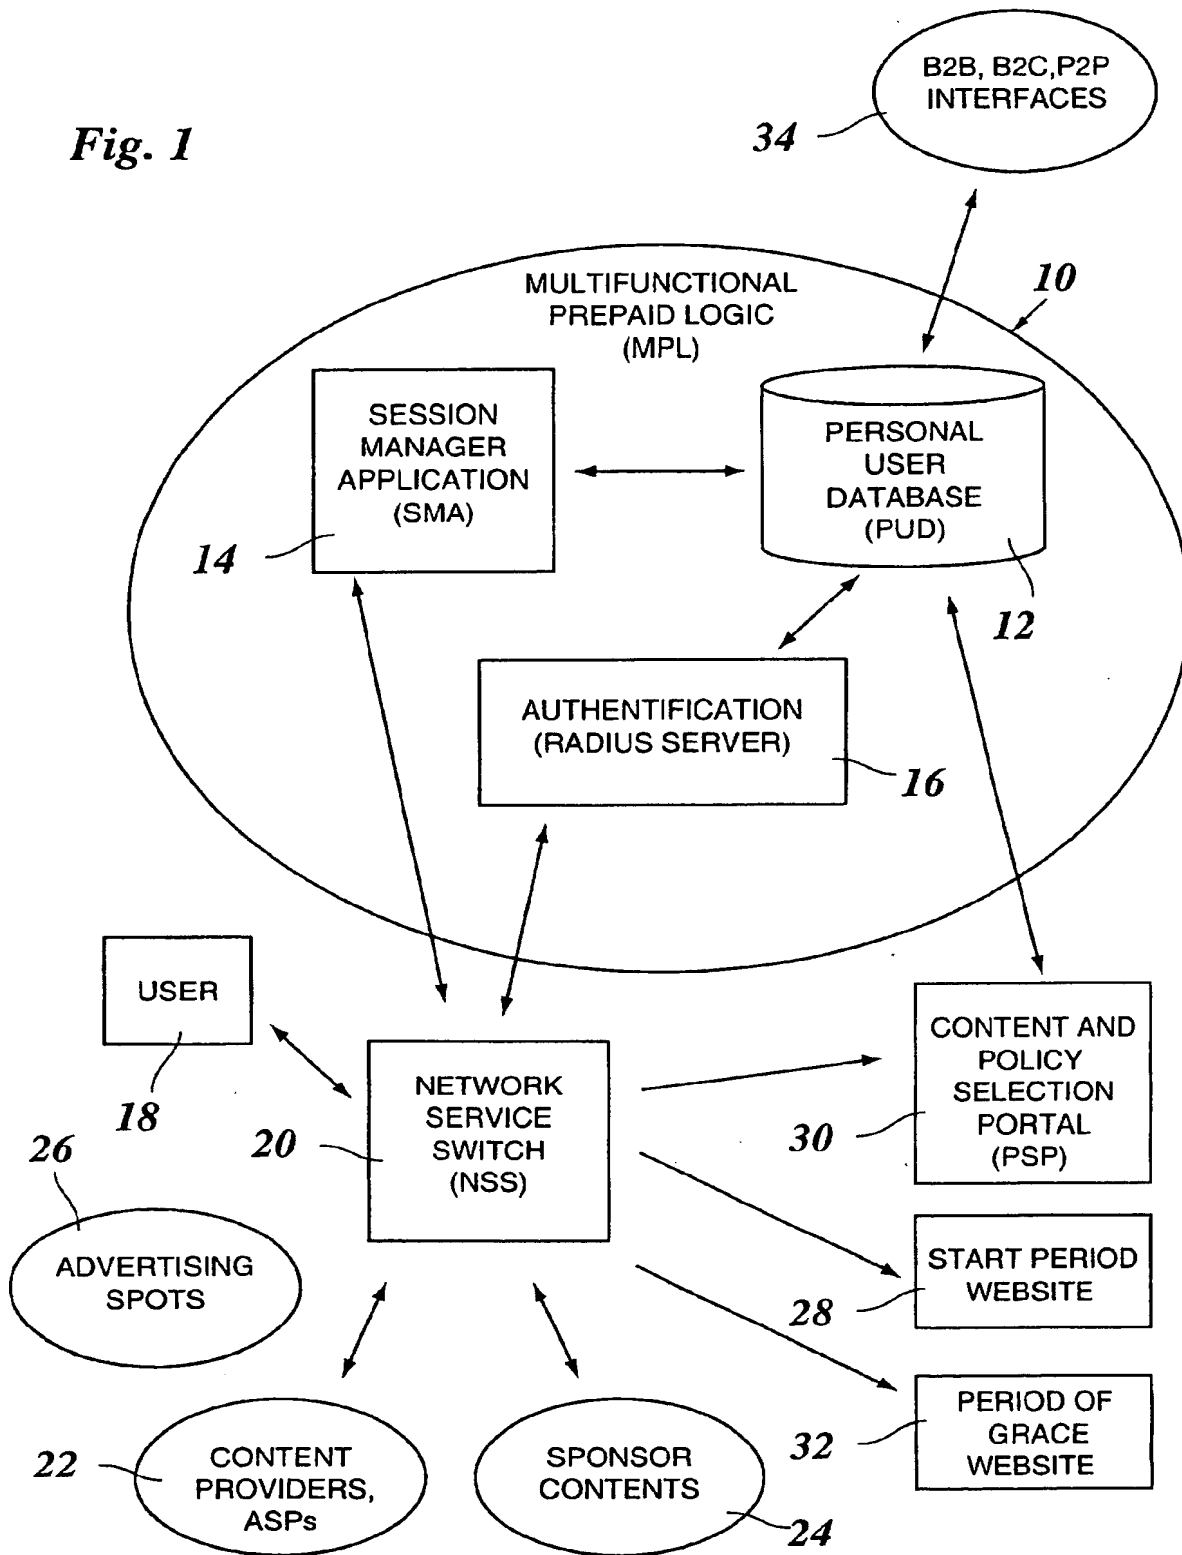 Fig. 1
B2B, B2C,P2P
INTERFACES
34
MULTIFUNCTIONAL
PREPAID LOGIC
(MPL)
10
SESSION
MANAGER
APPLICATION
(SMA)
14
PERSONAL
USER
DATABASE
(PUD)
12
AUTHENTIFICATION
(RADIUS SERVER)
16
USER
18
NETWORK
SERVICE
SWITCH
(NSS)
20
CONTENT AND
POLICY
SELECTION
PORTAL
(PSP)
30
26
ADVERTISING
SPOTS
START PERIOD
WEBSITE
28
PERIOD OF
GRACE
WEBSITE
32
22
CONTENT
PROVIDERS,
ASPs
SPONSOR
CONTENTS
24